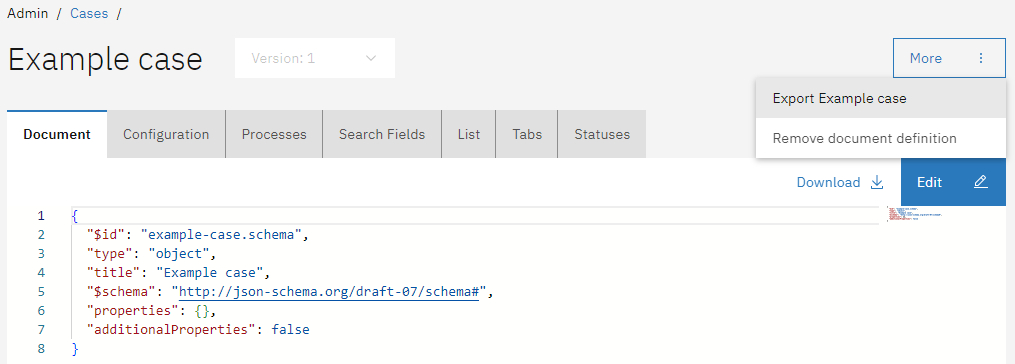 Admin / Cases /
Example case
Version: 1
More
Export Example case
Remove document definition
Document Configuration Processes Search Fields List Tabs Statuses
Download Edit
1 {
2 "$id": "example-case.schema",
3 "type": "object",
4 "title": "Example case",
5 "$schema": "http://json-schema.org/draft-07/schema#",
6 "properties": {},
7 "additionalProperties": false
8 }